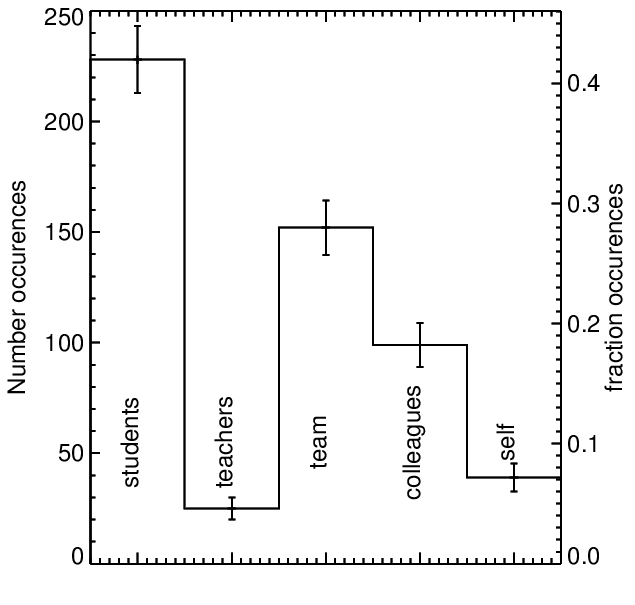 250
200
150
100
50
0
Number occurences
students
teachers
team
colleagues
self
0.4
0.3
0.2
0.1
0.0
fraction occurences